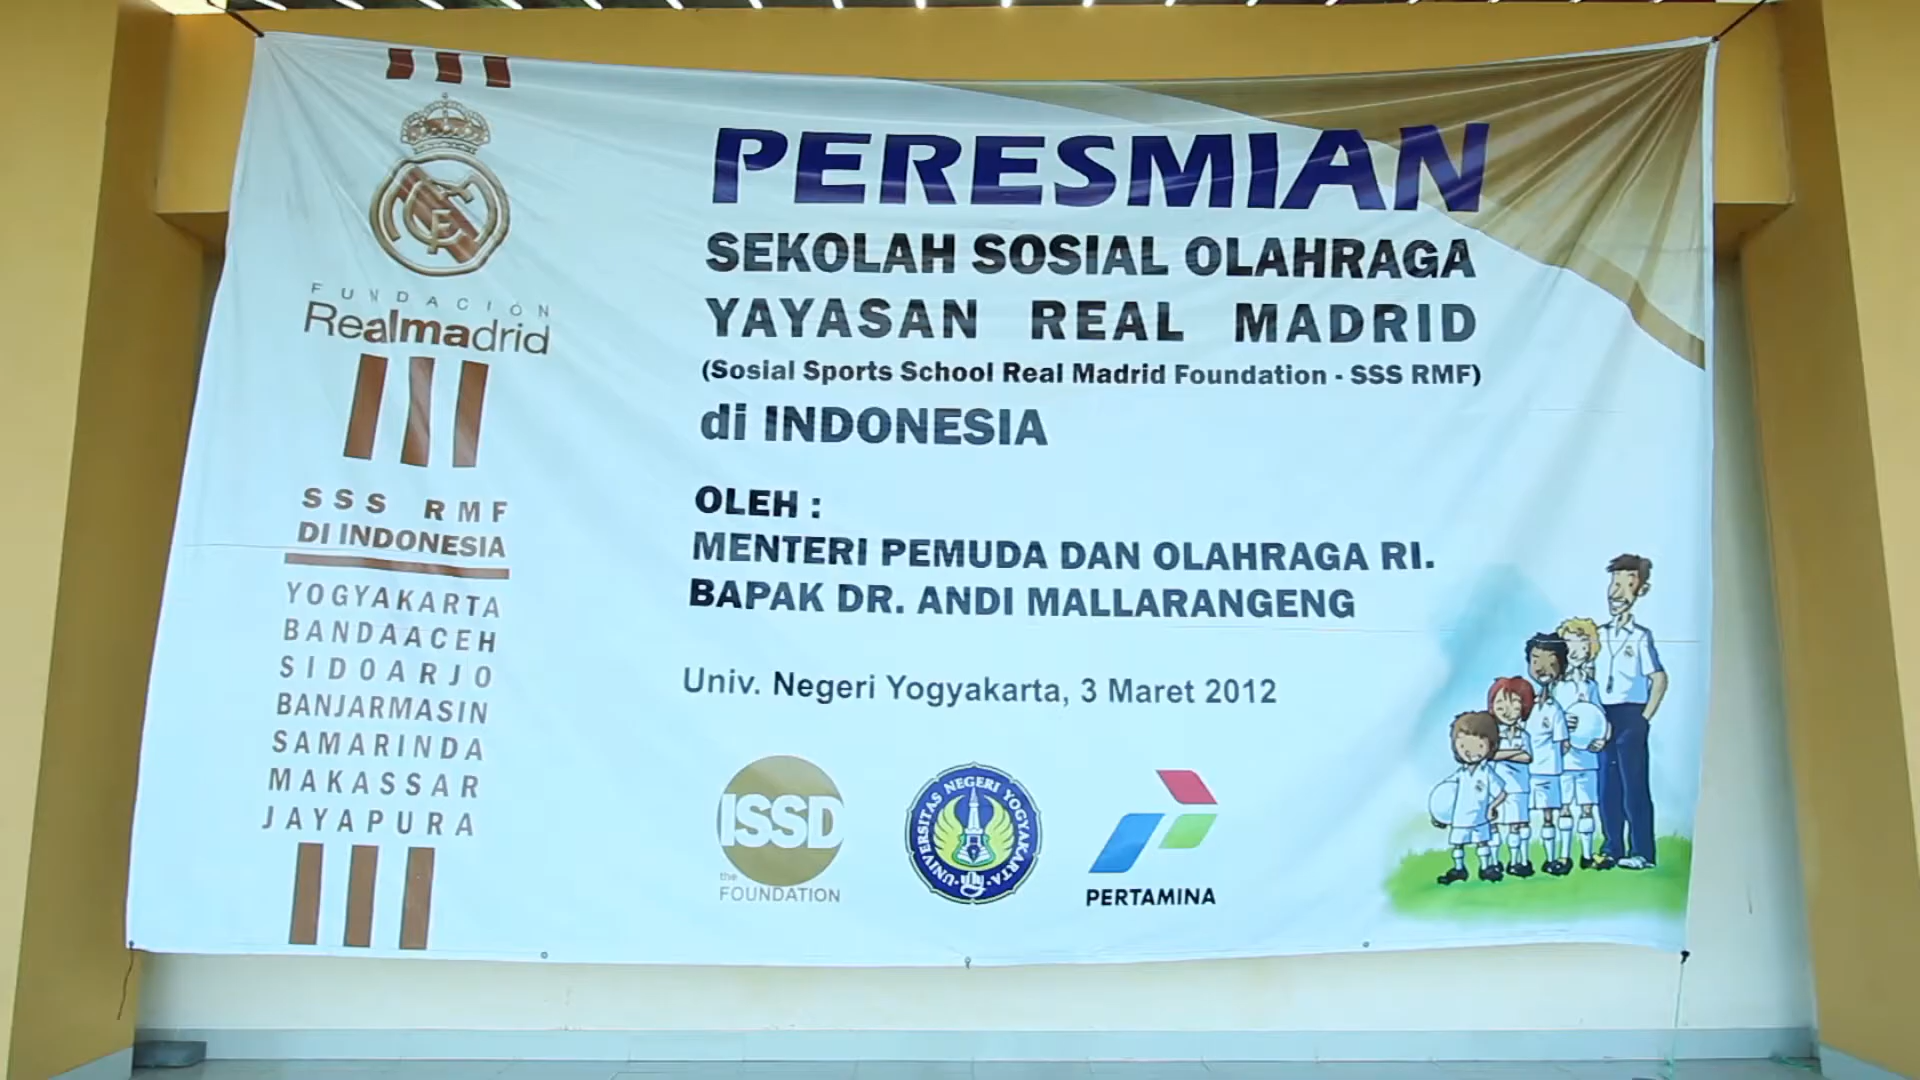 FUNDACIÓN
Realmadrid
SSS RMF
DI INDONESIA
YOGYAKARTA
BANDAACEH
SIDOARJO
BANJARMASIN
SAMARINDA
MAKASSAR
JAYAPURA
PERESMIAN
SEKOLAH SOSIAL OLAHRAGA
YAYASAN REAL MADRID
(Sosial Sports School Real Madrid Foundation - SSS RMF)
di INDONESIA
OLEH :
MENTERI PEMUDA DAN OLAHRAGA RI.
BAPAK DR. ANDI MALLARANGENG
Univ. Negeri Yogyakarta, 3 Maret 2012
ISSD
the
FOUNDATION
UNIVERSITAS NEGERI YOGYAKARTA
PERTAMINA